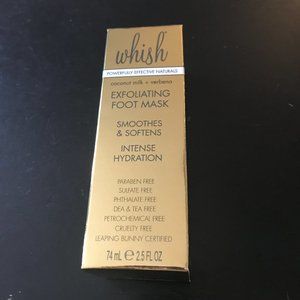 whish
POWERFULLY EFFECTIVE NATURALS
coconut milk + verbena
EXFOLIATING
FOOT MASK
SMOOTHES
& SOFTENS
INTENSE
HYDRATION
PARABEN FREE
SULFATE FREE
PHTHALATE FREE
DEA & TEA FREE
PETROCHEMICAL FREE
CRUELTY FREE
LEAPING BUNNY CERTIFIED
74 mL ℮ 2.5 FL OZ